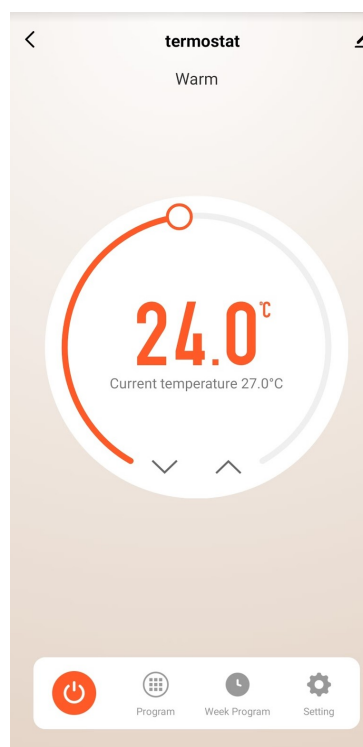 termostat
Warm
24.0℃
Current temperature 27.0°C
Program
Week Program
Setting